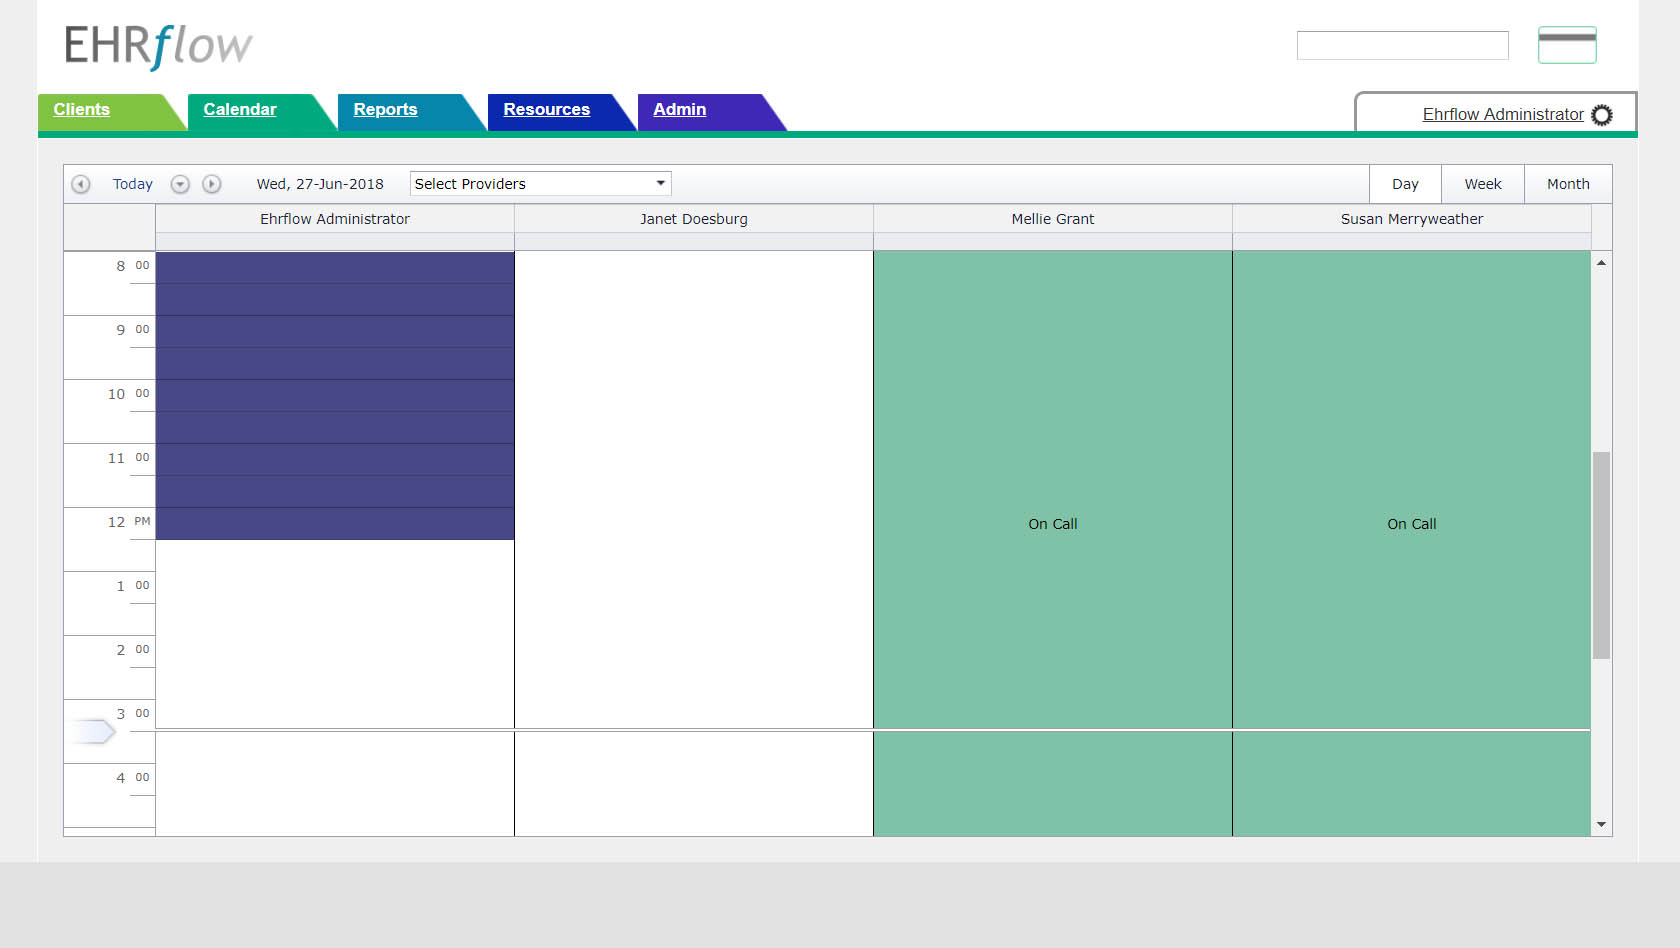 EHRflow
Clients Calendar Reports Resources Admin
Ehrflow Administrator
Today Wed, 27-Jun-2018 Select Providers Day Week Month
Ehrflow Administrator Janet Doesburg Mellie Grant Susan Merryweather
8 00
9 00
10 00
11 00
12 PM
On Call On Call
1 00
2 00
3 00
4 00